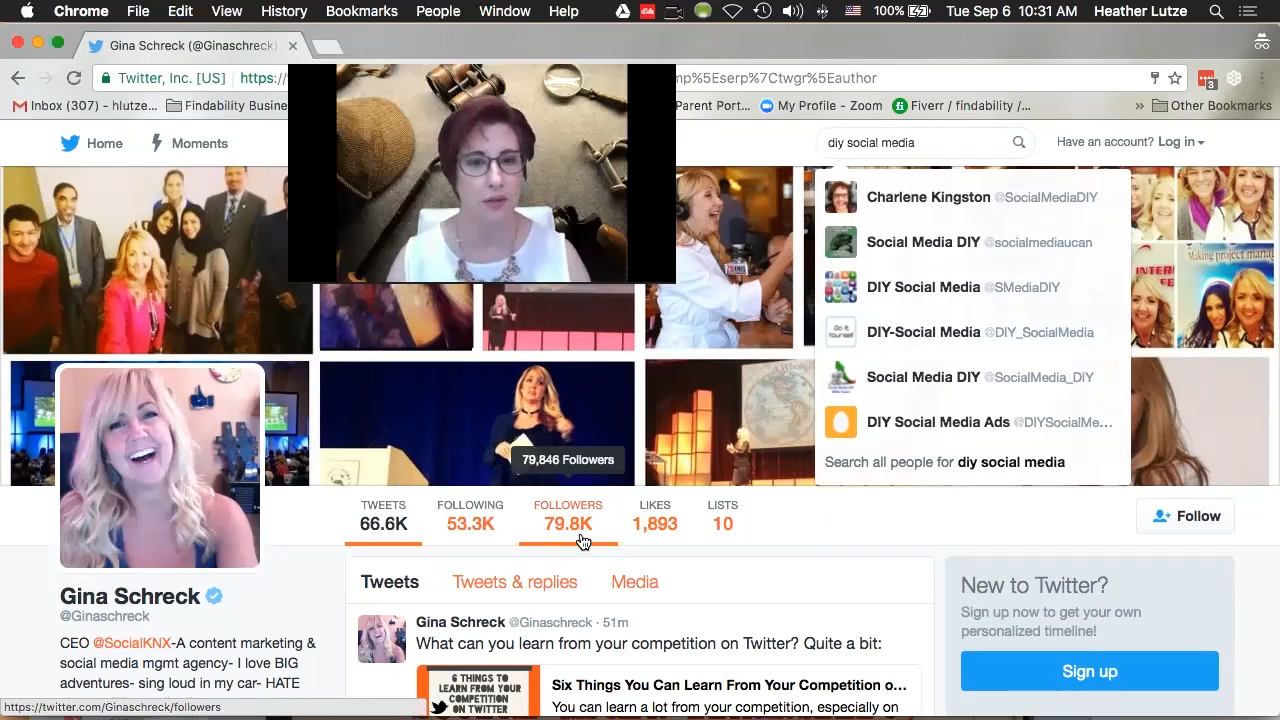 Chrome File Edit View History Bookmarks People Window Help 100% Tue Sep 6 10:31 AM Heather Lutze
Gina Schreck (@Ginaschreck)
Twitter, Inc. [US] https:// mp%5Eserp%7Ctwgr%5Eauthor
3
Inbox (307) - hlutze... Findability Busine Parent Port... My Profile - Zoom Fiverr / findability /... » Other Bookmarks
Home Moments diy social media Have an account? Log in
Charlene Kingston @SocialMediaDIY
Social Media DIY @socialmediaucan
DIY Social Media @SMediaDIY
DIY-Social Media @DIY_SocialMedia
Do it
Yourself
Social Media DIY @SocialMedia_DIY
DIY Social Media Ads @DIYSocialMe...
Search all people for diy social media
Making project mana
INTER
FE
79,846 Followers
TWEETS FOLLOWING FOLLOWERS LIKES LISTS
66.6K 53.3K 79.8K 1,893 10
Follow
Tweets Tweets & replies Media
New to Twitter?
Sign up now to get your own
personalized timeline!
Sign up
Gina Schreck
@Ginaschreck
CEO @SocialKNX-A content marketing &
social media mgmt agency- I love BIG
adventures- sing loud in my car- HATE
Gina Schreck @Ginaschreck · 51m
What can you learn from your competition on Twitter? Quite a bit:
6 THINGS TO
LEARN FROM YOUR
COMPETITION
ON TWITTER
Six Things You Can Learn From Your Competition o...
You can learn a lot from your competition, especially on
https://twitter.com/Ginaschreck/followers